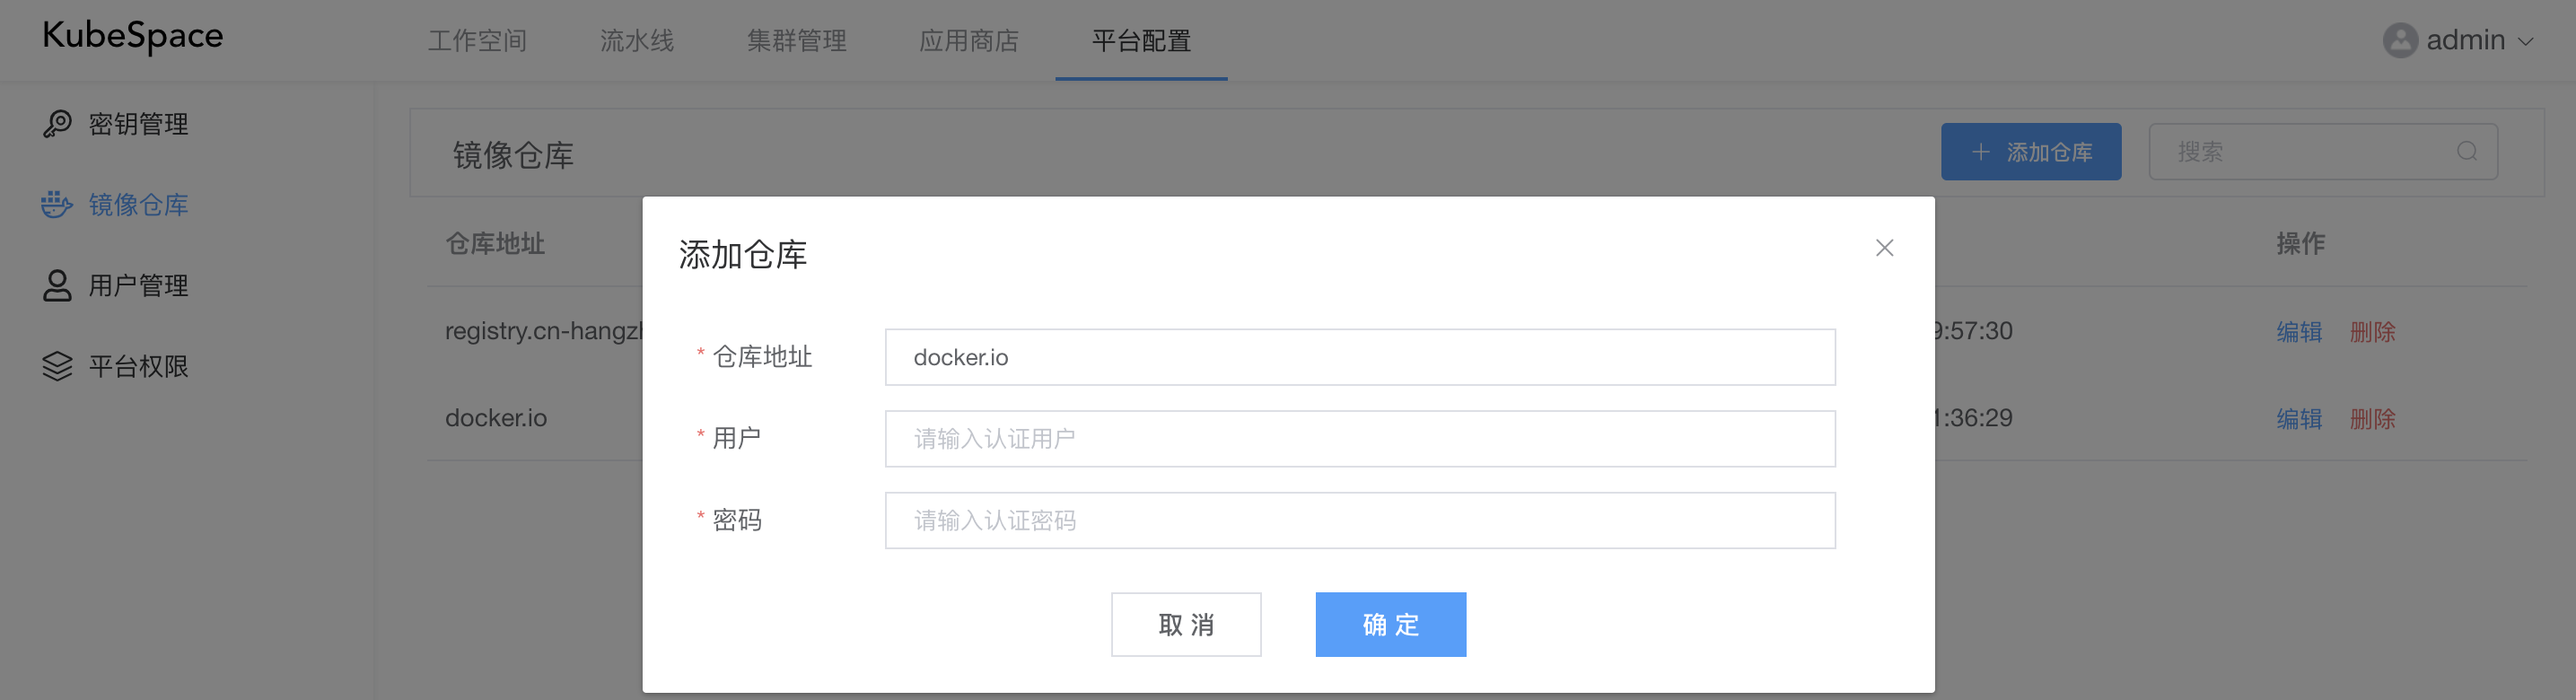 KubeSpace
工作空间 流水线 集群管理 应用商店 平台配置 admin
密钥管理
镜像仓库
用户管理
平台权限
镜像仓库 + 添加仓库 搜索
仓库地址 操作
9:57:30 编辑 删除
docker.io 1:36:29 编辑 删除
添加仓库
* 仓库地址 docker.io
* 用户 请输入认证用户
* 密码 请输入认证密码
取 消 确 定